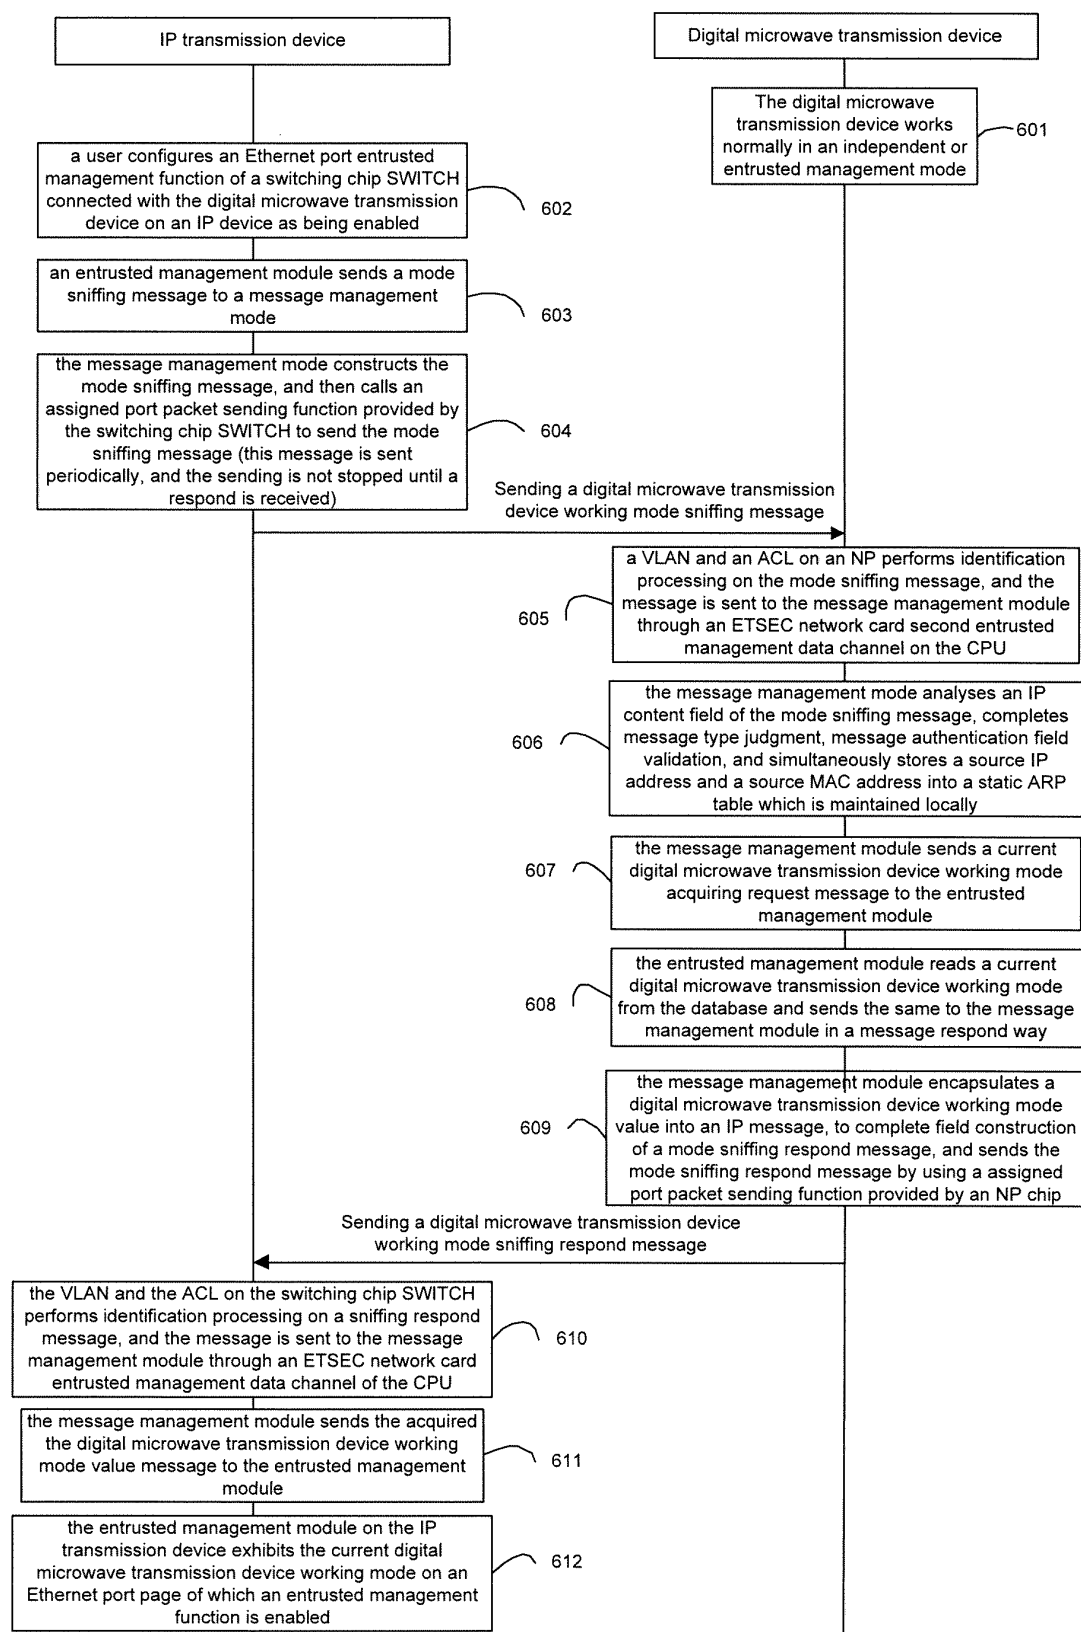 IP transmission device
Digital microwave transmission device
The digital microwave
transmission device works
normally in an independent or
entrusted management mode
601
a user configures an Ethernet port entrusted
management function of a switching chip SWITCH
connected with the digital microwave transmission
device on an IP device as being enabled
602
an entrusted management module sends a mode
sniffing message to a message management
mode
603
the message management mode constructs the
mode sniffing message, and then calls an
assigned port packet sending function provided by
the switching chip SWITCH to send the mode
sniffing message (this message is sent
periodically, and the sending is not stopped until a
respond is received)
604
Sending a digital microwave transmission
device working mode sniffing message
a VLAN and an ACL on an NP performs identification
processing on the mode sniffing message, and the
message is sent to the message management module
through an ETSEC network card second entrusted
management data channel on the CPU
605
the message management mode analyses an IP
content field of the mode sniffing message, completes
message type judgment, message authentication field
validation, and simultaneously stores a source IP
address and a source MAC address into a static ARP
table which is maintained locally
606
the message management module sends a current
digital microwave transmission device working mode
acquiring request message to the entrusted
management module
607
the entrusted management module reads a current
digital microwave transmission device working mode
from the database and sends the same to the message
management module in a message respond way
608
the message management module encapsulates a
digital microwave transmission device working mode
value into an IP message, to complete field construction
of a mode sniffing respond message, and sends the
mode sniffing respond message by using a assigned
port packet sending function provided by an NP chip
609
Sending a digital microwave transmission device
working mode sniffing respond message
the VLAN and the ACL on the switching chip SWITCH
performs identification processing on a sniffing respond
message, and the message is sent to the message
management module through an ETSEC network card
entrusted management data channel of the CPU
610
the message management module sends the acquired
the digital microwave transmission device working
mode value message to the entrusted management
module
611
the entrusted management module on the IP
transmission device exhibits the current digital
microwave transmission device working mode on an
Ethernet port page of which an entrusted management
function is enabled
612